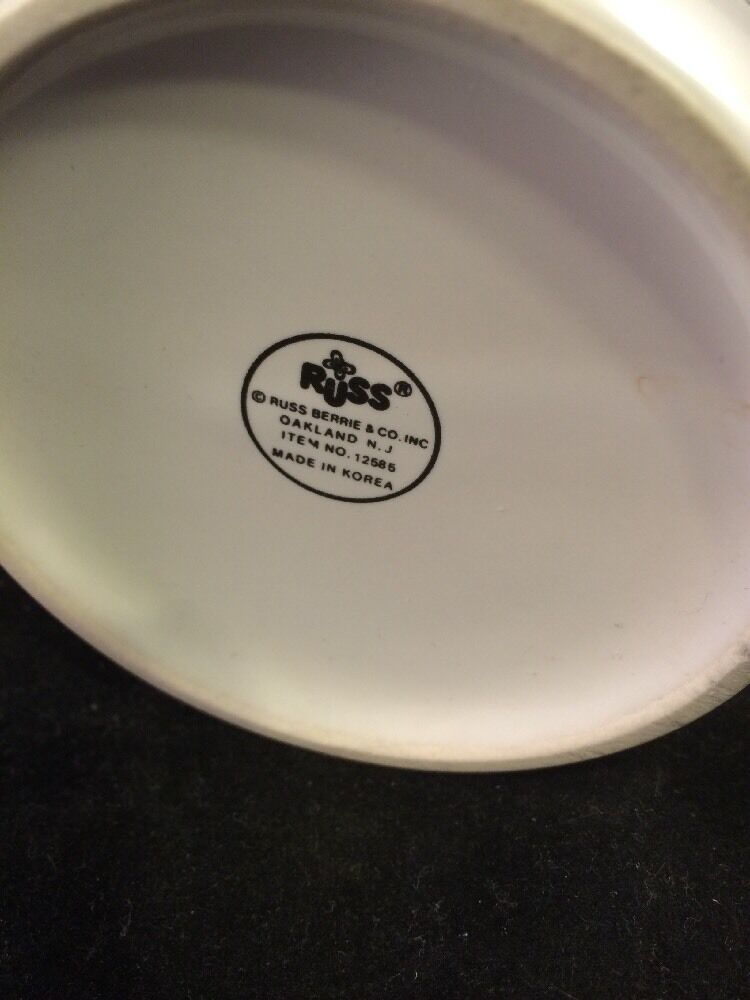 RUSS®
© RUSS BERRIE & CO. INC
OAKLAND N.J
ITEM NO. 12585
MADE IN KOREA